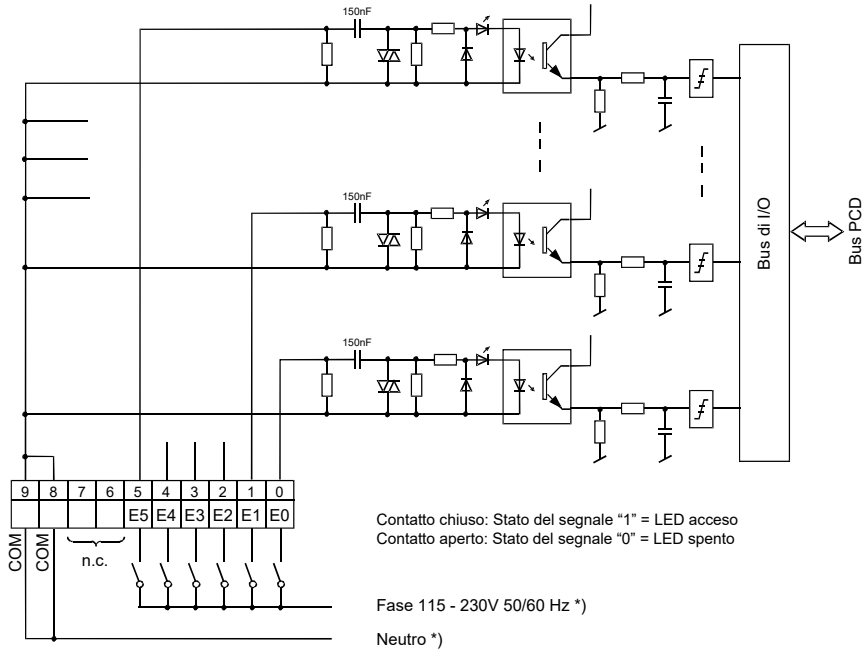 150nF
150nF
150nF
Bus di I/O
Bus PCD
9 8 7 6 5 4 3 2 1 0
E5 E4 E3 E2 E1 E0
COM
COM
n.c.
Contatto chiuso: Stato del segnale “1” = LED acceso
Contatto aperto: Stato del segnale “0” = LED spento
Fase 115 - 230V 50/60 Hz *)
Neutro *)